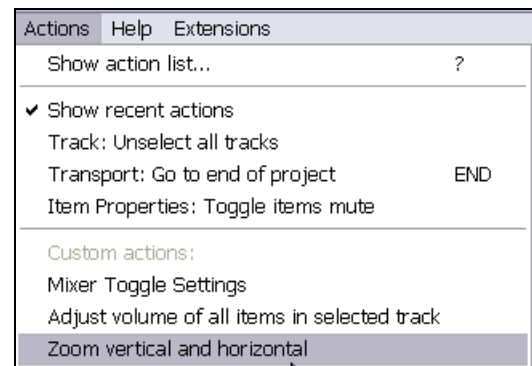 Actions Help Extensions
Show action list... ?
Show recent actions
Track: Unselect all tracks
Transport: Go to end of project END
Item Properties: Toggle items mute
Custom actions:
Mixer Toggle Settings
Adjust volume of all items in selected track
Zoom vertical and horizontal